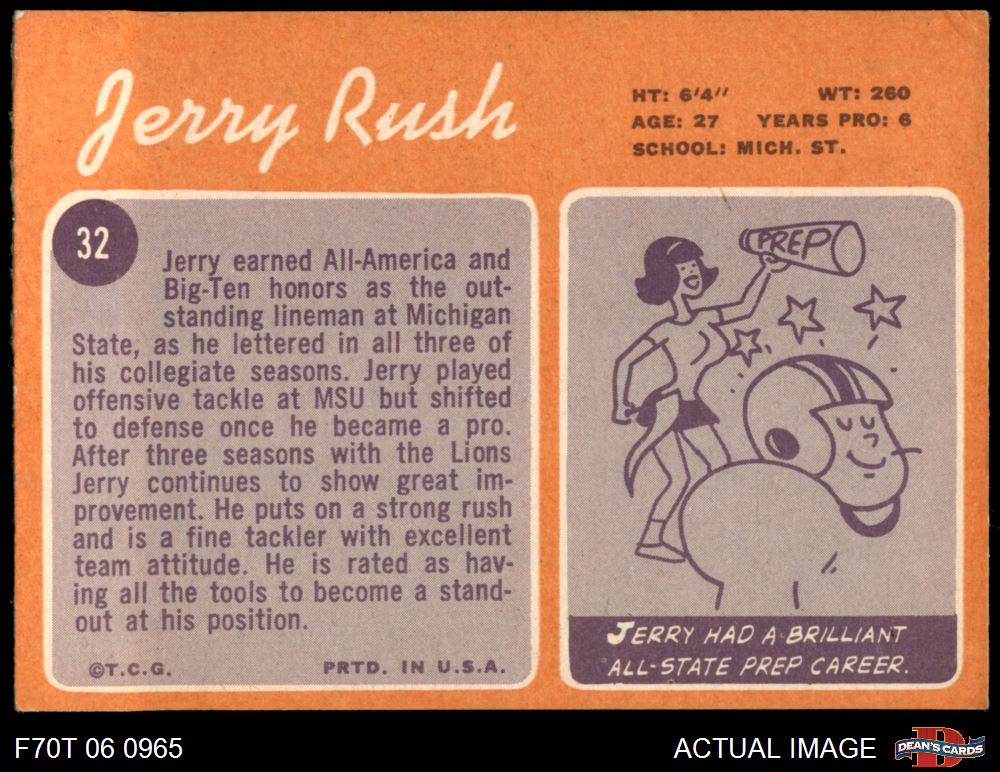 Jerry Rush
HT: 6'4" WT: 260
AGE: 27 YEARS PRO: 6
SCHOOL: MICH. ST.
32
Jerry earned All-America and
Big-Ten honors as the out-
standing lineman at Michigan
State, as he lettered in all three of
his collegiate seasons. Jerry played
offensive tackle at MSU but shifted
to defense once he became a pro.
After three seasons with the Lions
Jerry continues to show great im-
provement. He puts on a strong rush
and is a fine tackler with excellent
team attitude. He is rated as hav-
ing all the tools to become a stand-
out at his position.
©T.C.G. PRTD. IN U.S.A.
PREP
JERRY HAD A BRILLIANT
ALL-STATE PREP CAREER.
F70T 06 0965
ACTUAL IMAGE
D
DEAN'S CARDS